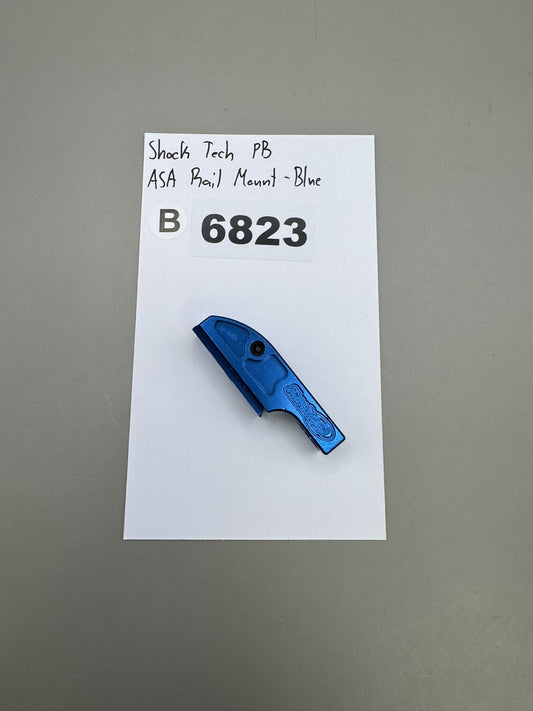 Shock Tech PB
ASA Rail Mount - Blue
B 6823